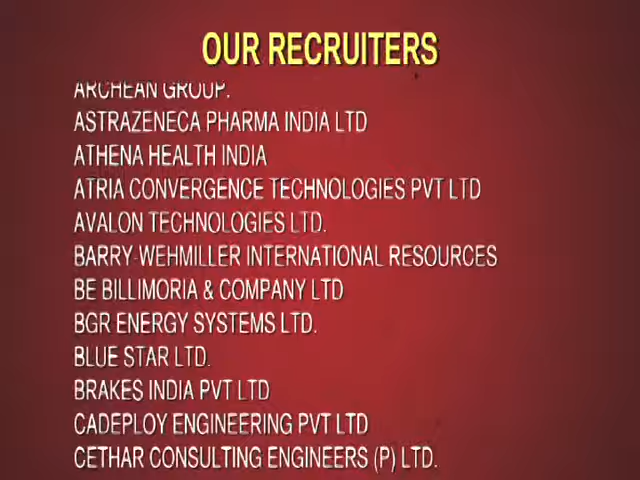 OUR RECRUITERS
ARCHEAN GROUP.
ASTRAZENECA PHARMA INDIA LTD
ATHENA HEALTH INDIA
ATRIA CONVERGENCE TECHNOLOGIES PVT LTD
AVALON TECHNOLOGIES LTD.
BARRY-WEHMILLER INTERNATIONAL RESOURCES
BE BILLIMORIA & COMPANY LTD
BGR ENERGY SYSTEMS LTD.
BLUE STAR LTD.
BRAKES INDIA PVT LTD
CADEPLOY ENGINEERING PVT LTD
CETHAR CONSULTING ENGINEERS (P) LTD.